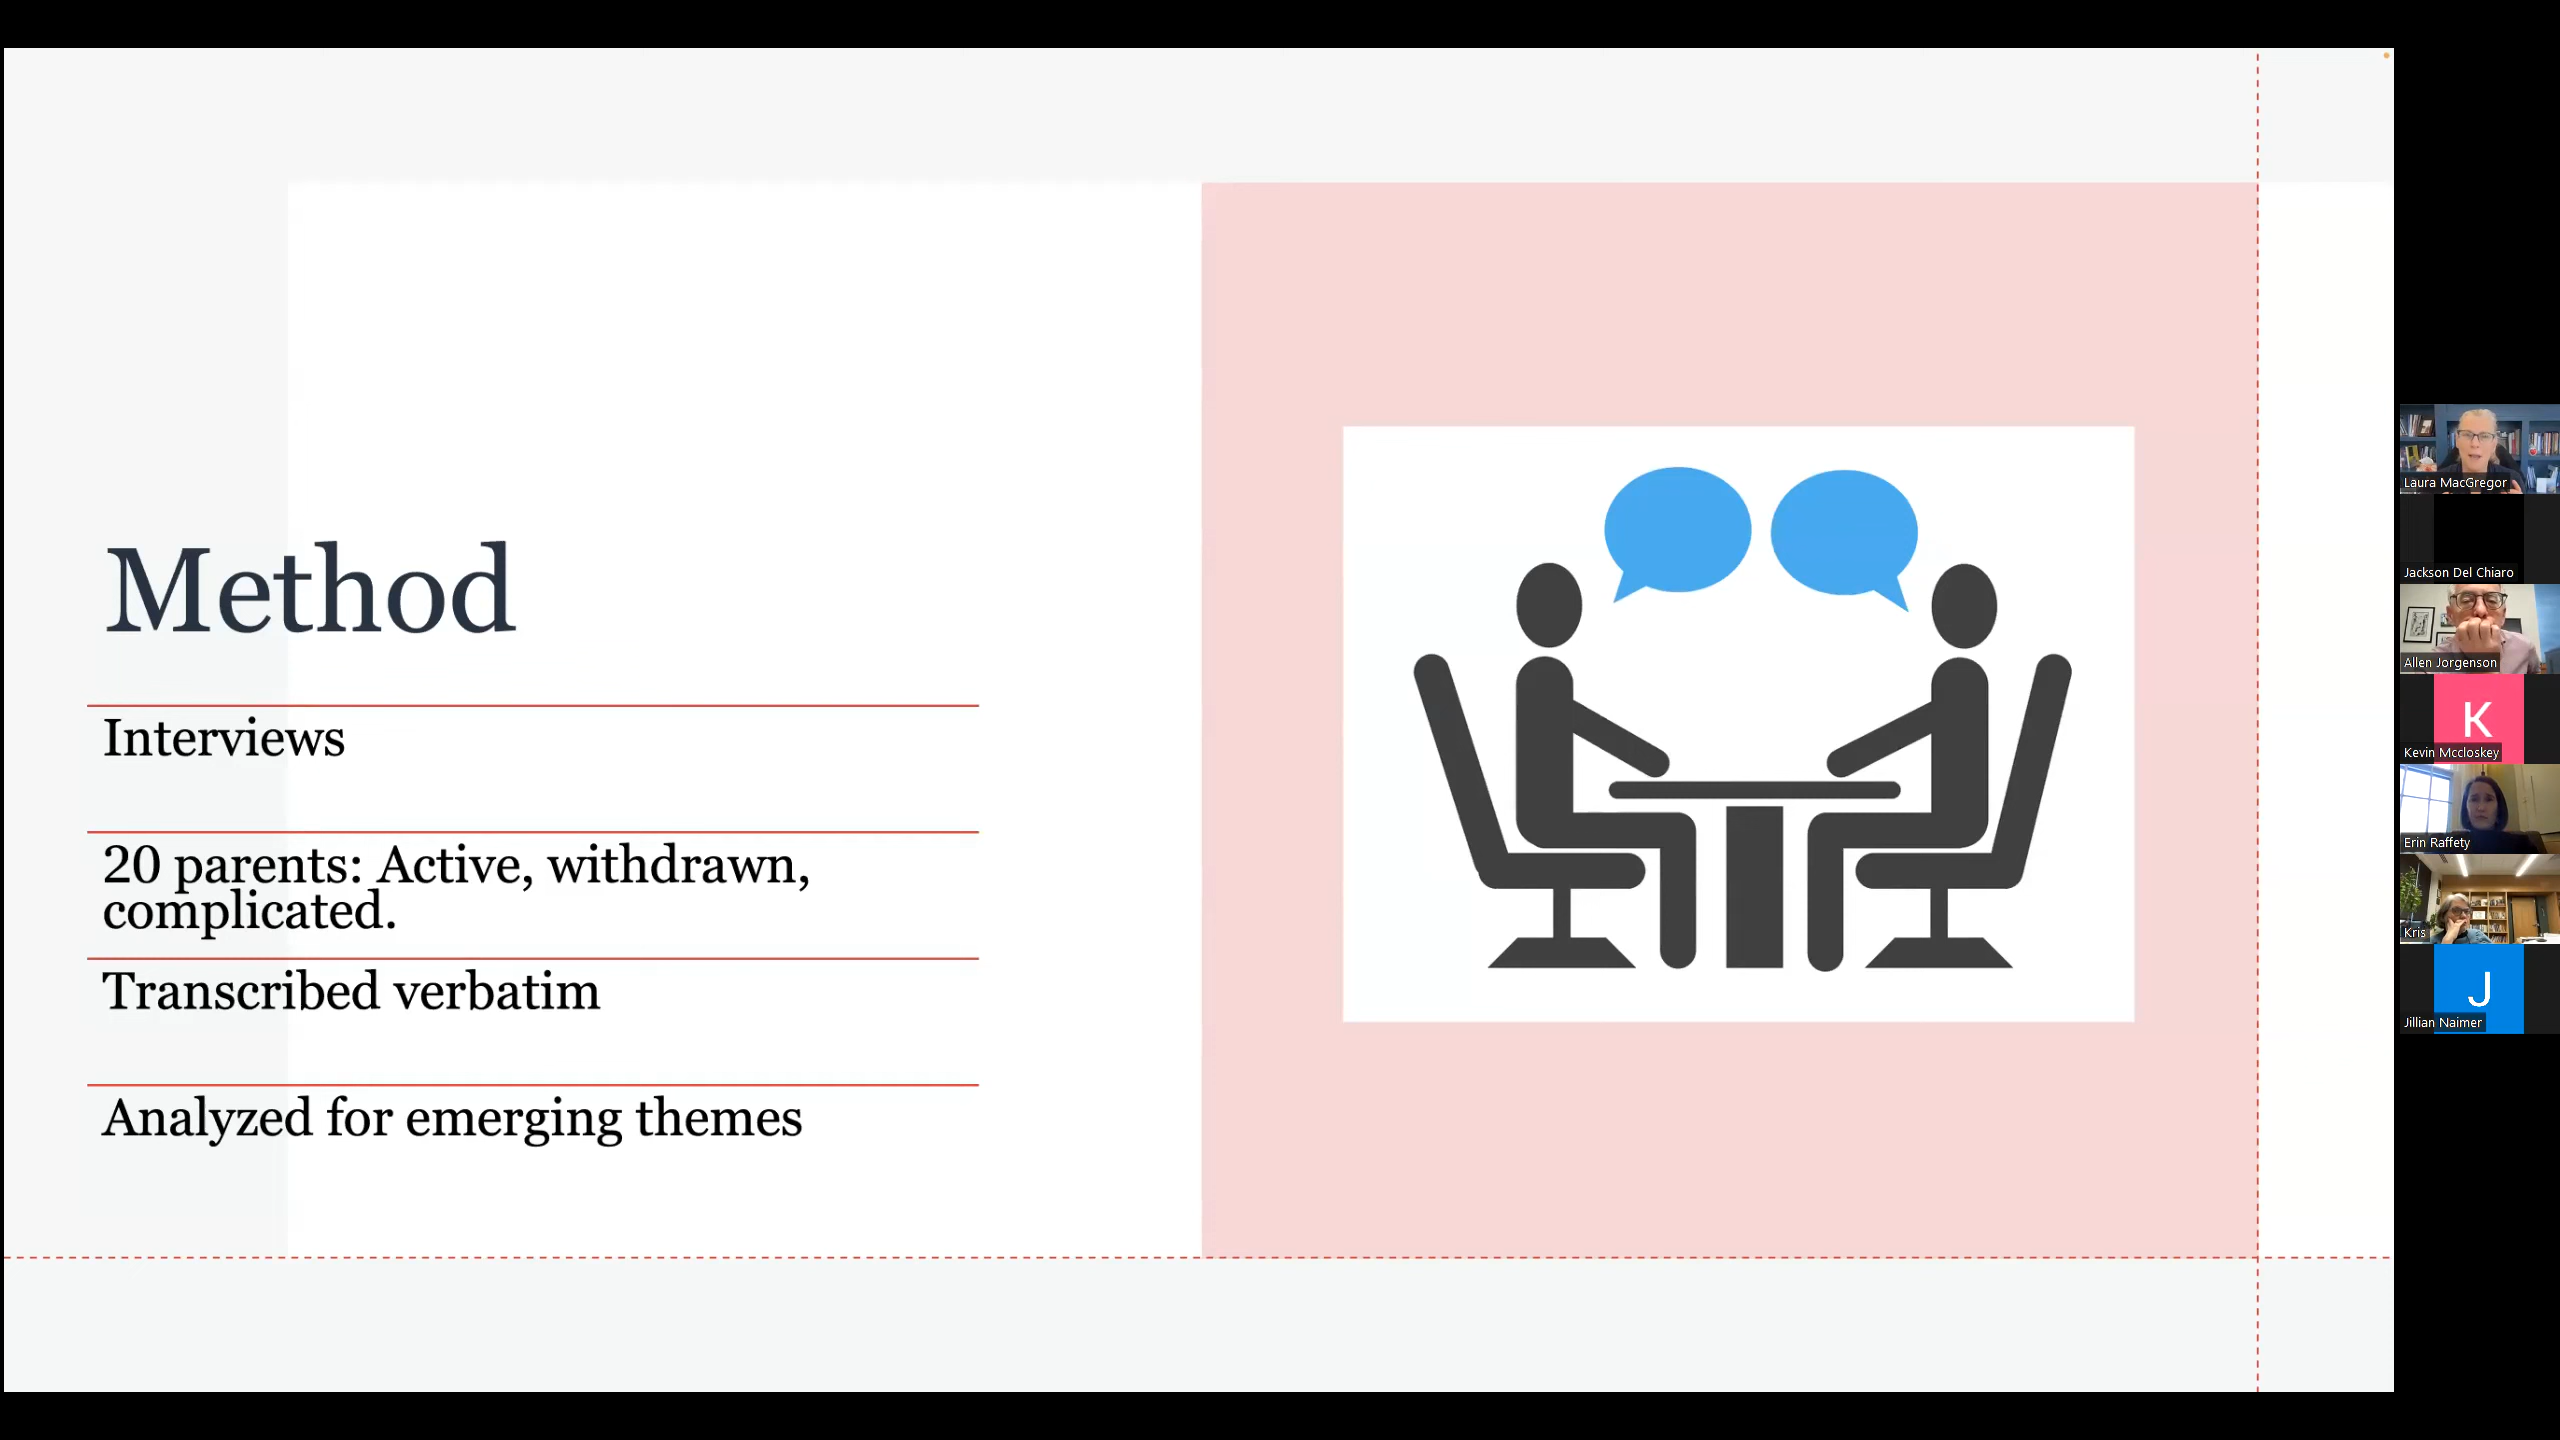 Method
Interviews
20 parents: Active, withdrawn,
complicated.
Transcribed verbatim
Analyzed for emerging themes
Laura MacGregor
Jackson Del Chiaro
Allen Jorgenson
K
Kevin Mccloskey
Erin Raffety
Kris
J
Jillian Naimer